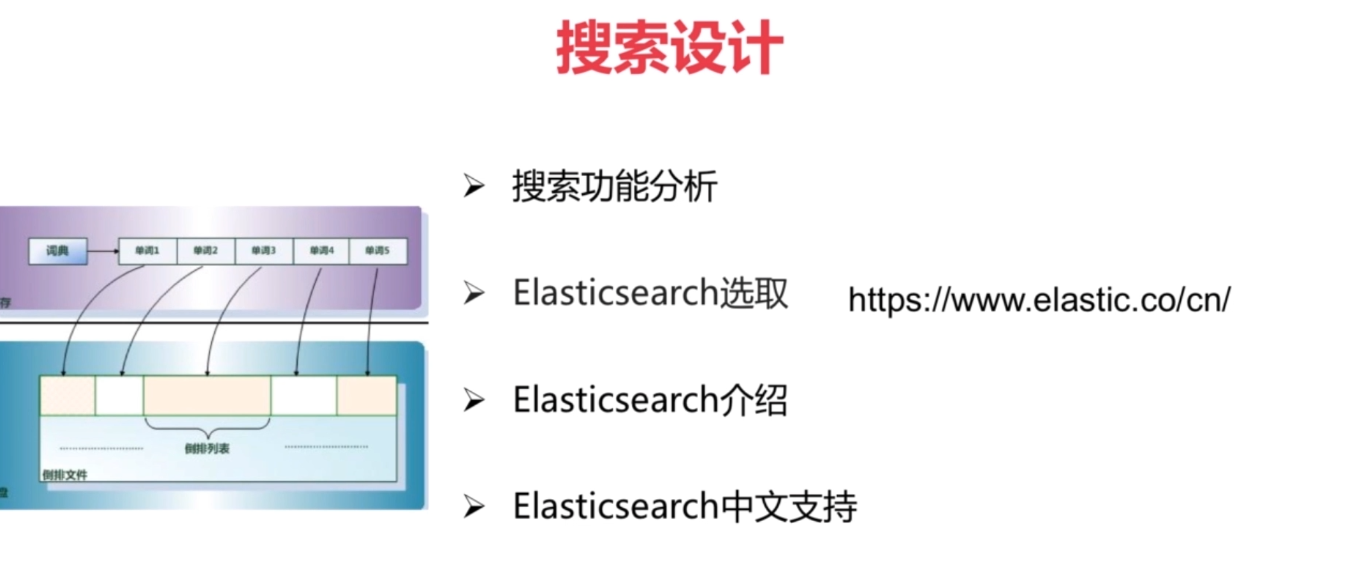 搜索设计
搜索功能分析
Elasticsearch选取 https://www.elastic.co/cn/
Elasticsearch介绍
Elasticsearch中文支持
词典 单词1 单词2 单词3 单词4 单词5
存
倒排列表
倒排文件
盘